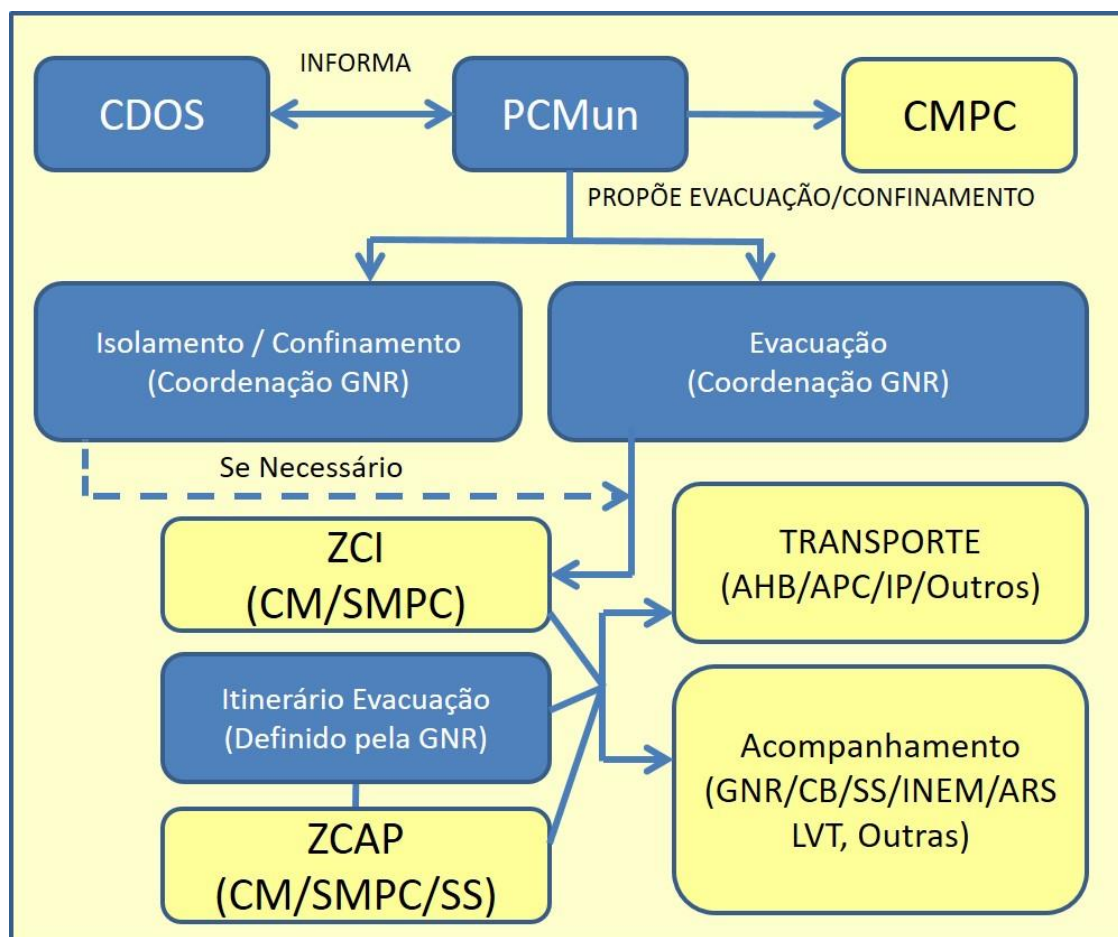 INFORMA
CDOS
PCMun
CMPC
PROPÕE EVACUAÇÃO/CONFINAMENTO
Isolamento / Confinamento
(Coordenação GNR)
Evacuação
(Coordenação GNR)
Se Necessário
ZCI
(CM/SMPC)
TRANSPORTE
(AHB/APC/IP/Outros)
Itinerário Evacuação
(Definido pela GNR)
Acompanhamento
(GNR/CB/SS/INEM/ARS
LVT, Outras)
ZCAP
(CM/SMPC/SS)